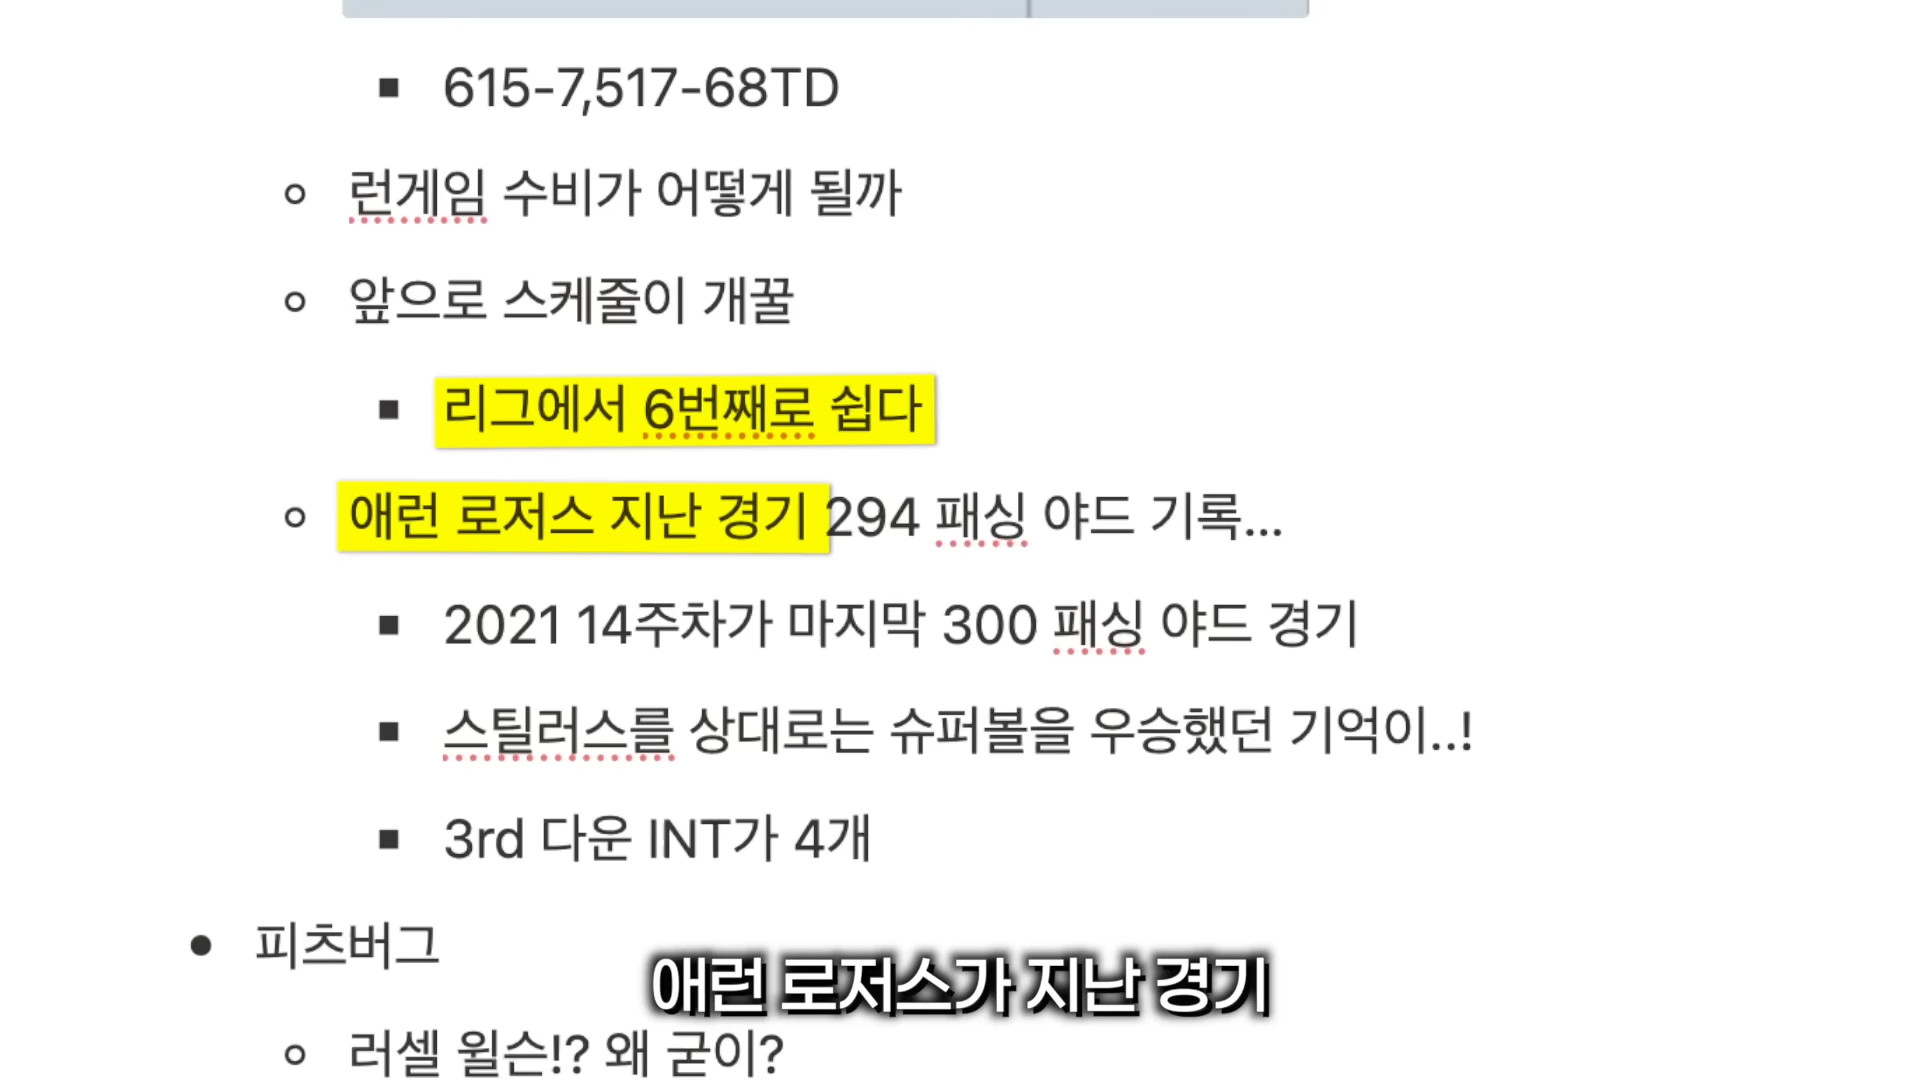 615-7,517-68TD
런게임 수비가 어떻게 될까
앞으로 스케줄이 개꿀
리그에서 6번째로 쉽다
애런 로저스 지난 경기 294 패싱 야드 기록...
2021 14주차가 마지막 300 패싱 야드 경기
스틸러스를 상대로는 슈퍼볼을 우승했던 기억이..!
3rd 다운 INT가 4개
피츠버그
애런 로저스가 지난 경기
러셀 윌슨!? 왜 굳이?